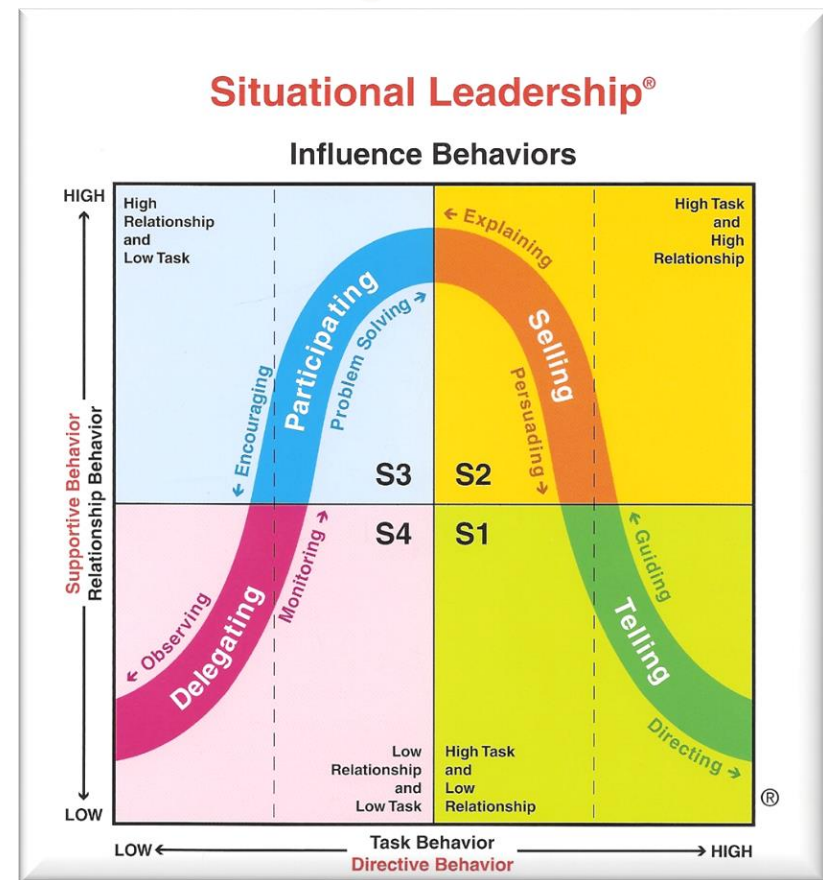 Situational Leadership®
Influence Behaviors
HIGH
High
Relationship
and
Low Task
← Explaining
High Task
and
High
Relationship
Participating
Problem Solving →
← Encouraging
Selling
Persuading →
S3
S2
Supportive Behavior
Relationship Behavior
S4
S1
← Observing
Delegating
Monitoring →
← Guiding
Telling
Directing →
Low
Relationship
and
Low Task
High Task
and
Low
Relationship
®
LOW
LOW
Task Behavior
HIGH
Directive Behavior